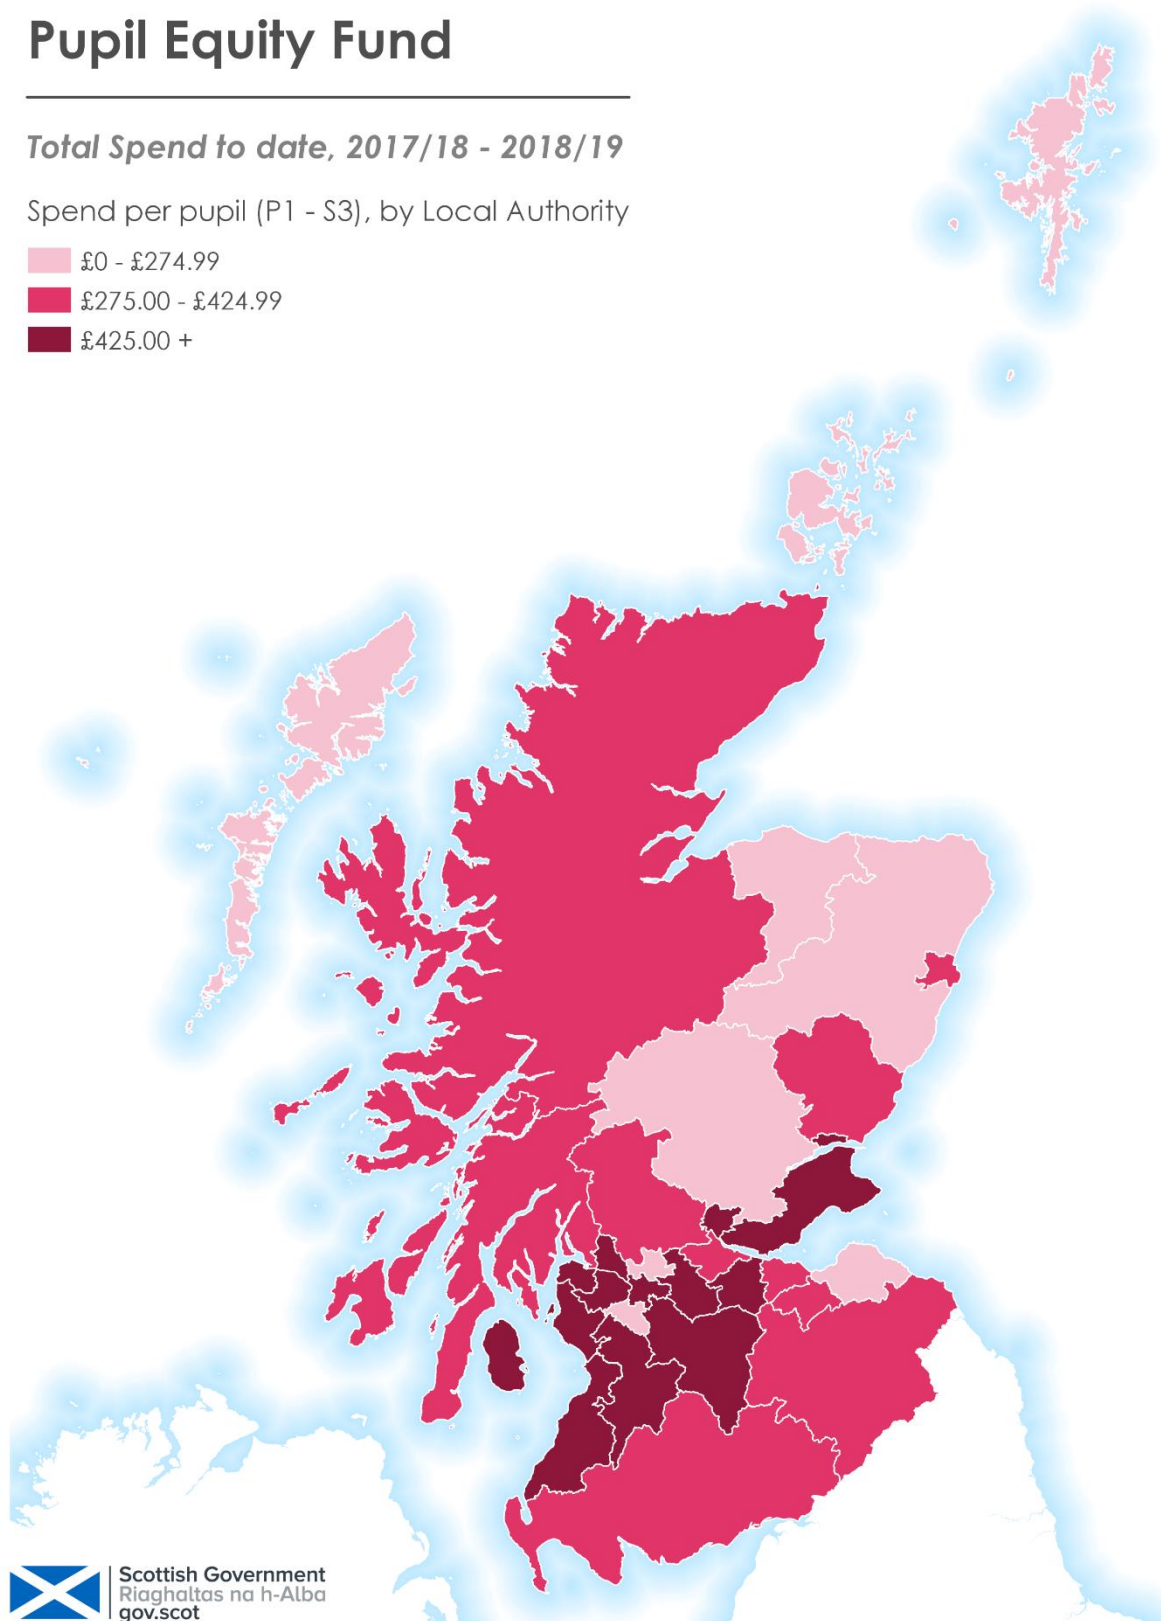 Pupil Equity Fund
Total Spend to date, 2017/18 - 2018/19
Spend per pupil (P1 - S3), by Local Authority
£0 - £274.99
£275.00 - £424.99
£425.00 +
Scottish Government
Riaghaltas na h-Alba
gov.scot